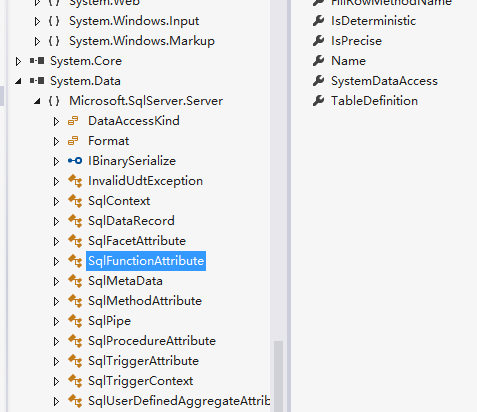 System.Web
System.Windows.Input
System.Windows.Markup
System.Core
System.Data
Microsoft.SqlServer.Server
DataAccessKind
Format
IBinarySerialize
InvalidUdtException
SqlContext
SqlDataRecord
SqlFacetAttribute
SqlFunctionAttribute
SqlMetaData
SqlMethodAttribute
SqlPipe
SqlProcedureAttribute
SqlTriggerAttribute
SqlTriggerContext
SqlUserDefinedAggregateAttrib
FillRowMethodName
IsDeterministic
IsPrecise
Name
SystemDataAccess
TableDefinition